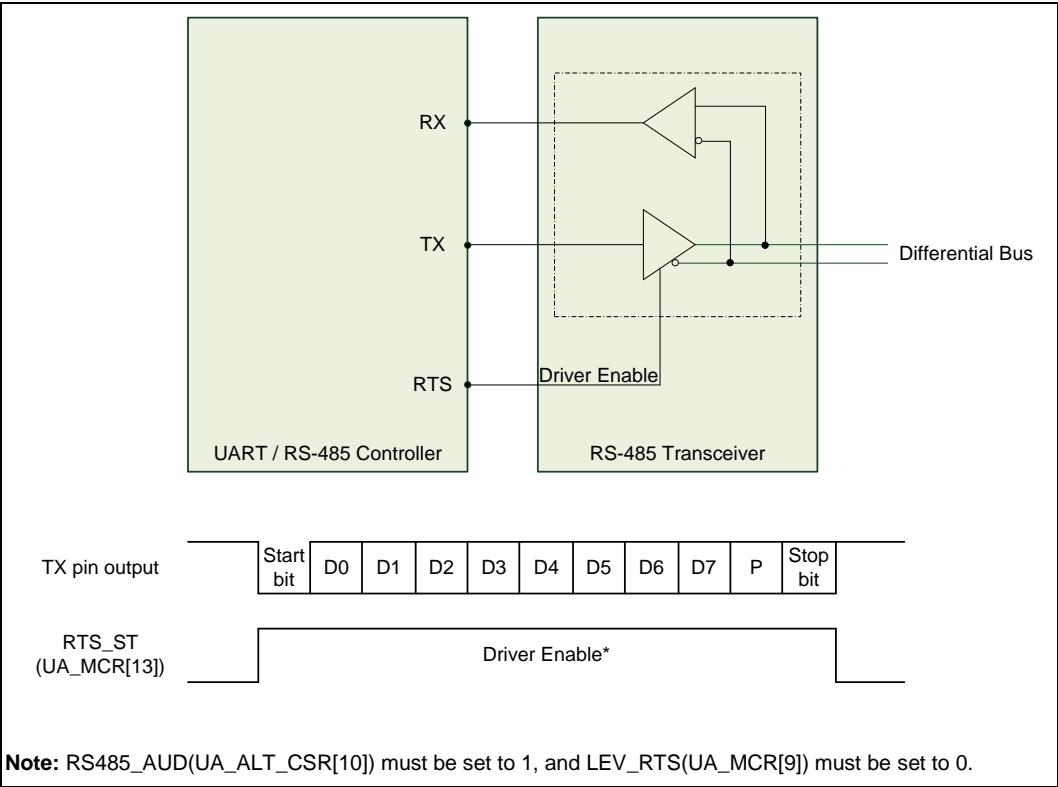 RX
TX
Differential Bus
RTS
Driver Enable
UART / RS-485 Controller
RS-485 Transceiver
TX pin output
Start bit
D0
D1
D2
D3
D4
D5
D6
D7
P
Stop bit
RTS_ST
(UA_MCR[13])
Driver Enable*
Note: RS485_AUD(UA_ALT_CSR[10]) must be set to 1, and LEV_RTS(UA_MCR[9]) must be set to 0.